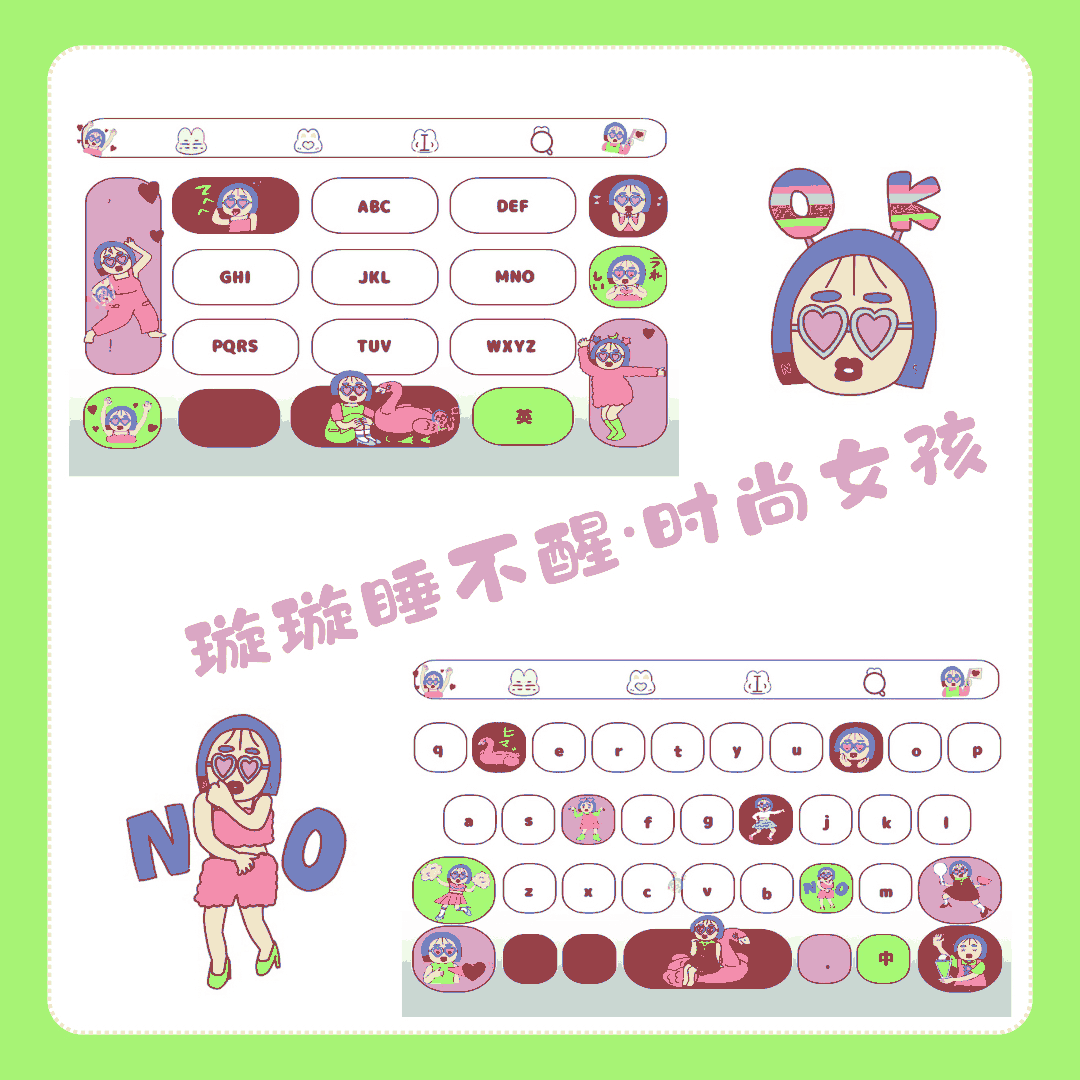 ABC DEF
GHI JKL MNO
PQRS TUV WXYZ
英
OK
璇璇睡不醒·时尚女孩
NO
q e r t y u o p
a s f g j k l
z x c v b NO m
. 中